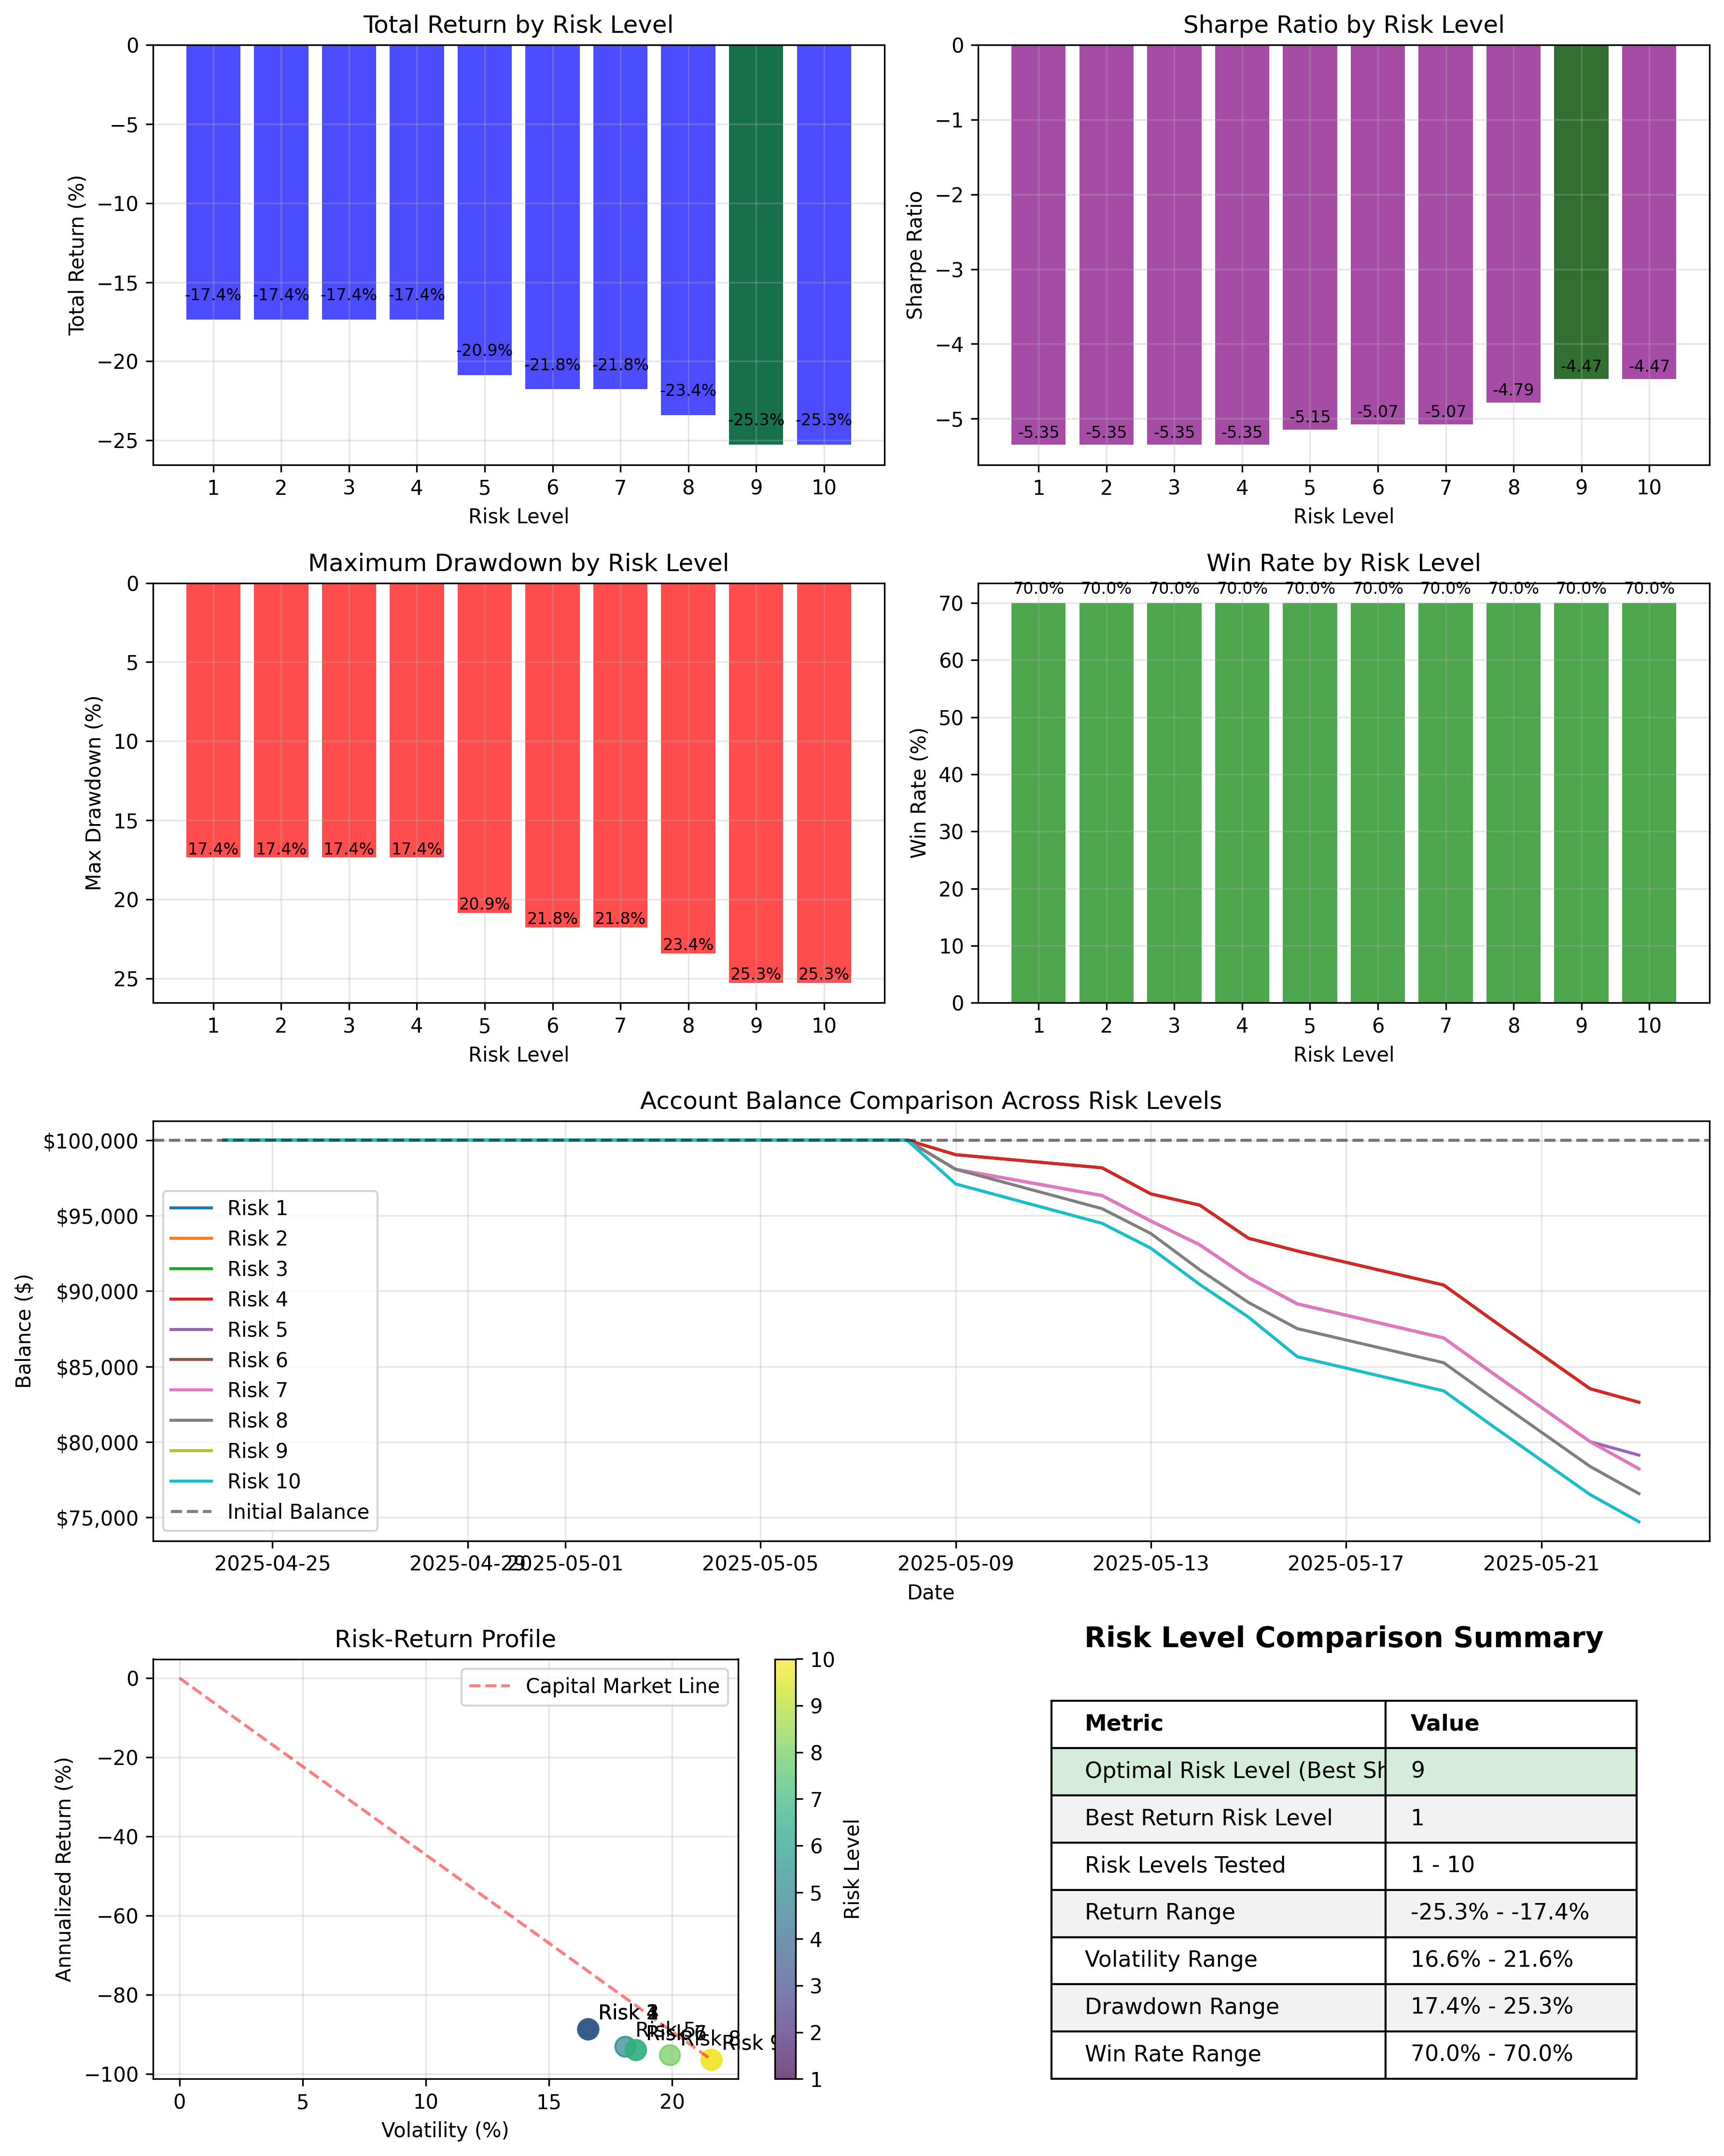 Total Return by Risk Level
Total Return (%)
0
−5
−10
−15
−20
−25
-17.4% -17.4% -17.4% -17.4% -20.9% -21.8% -21.8% -23.4% -25.3% -25.3%
1 2 3 4 5 6 7 8 9 10
Risk Level
Sharpe Ratio by Risk Level
Sharpe Ratio
0
−1
−2
−3
−4
−5
-5.35 -5.35 -5.35 -5.35 -5.15 -5.07 -5.07 -4.79 -4.47 -4.47
1 2 3 4 5 6 7 8 9 10
Risk Level
Maximum Drawdown by Risk Level
Max Drawdown (%)
0
5
10
15
20
25
17.4% 17.4% 17.4% 17.4% 20.9% 21.8% 21.8% 23.4% 25.3% 25.3%
1 2 3 4 5 6 7 8 9 10
Risk Level
Win Rate by Risk Level
Win Rate (%)
70.0% 70.0% 70.0% 70.0% 70.0% 70.0% 70.0% 70.0% 70.0% 70.0%
70
60
50
40
30
20
10
0
1 2 3 4 5 6 7 8 9 10
Risk Level
Account Balance Comparison Across Risk Levels
Balance ($)
$100,000
$95,000
$90,000
$85,000
$80,000
$75,000
Risk 1
Risk 2
Risk 3
Risk 4
Risk 5
Risk 6
Risk 7
Risk 8
Risk 9
Risk 10
Initial Balance
2025-04-25 2025-04-29 2025-05-01 2025-05-05 2025-05-09 2025-05-13 2025-05-17 2025-05-21
Date
Risk-Return Profile
Annualized Return (%)
Capital Market Line
0
−20
−40
−60
−80
−100
Risk
Risk 5
Risk 9
0 5 10 15 20
Volatility (%)
10
9
8
7
6
5
4
3
2
1
Risk Level
Risk Level Comparison Summary
Metric Value
Optimal Risk Level (Best Sh 9
Best Return Risk Level 1
Risk Levels Tested 1 - 10
Return Range -25.3% - -17.4%
Volatility Range 16.6% - 21.6%
Drawdown Range 17.4% - 25.3%
Win Rate Range 70.0% - 70.0%